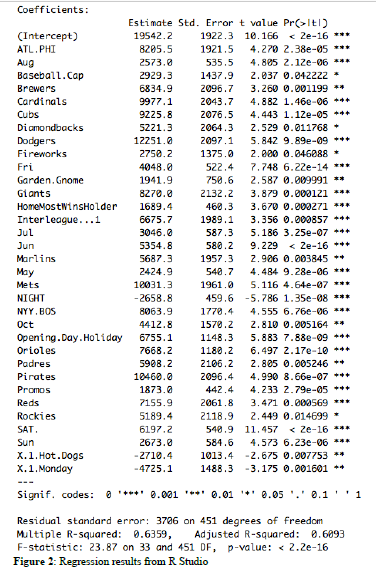 Coefficients:
Estimate Std. Error t value Pr(>|t|)
(Intercept) 19542.2 1922.3 10.166 < 2e-16 ***
ATL.PHI 8205.5 1921.5 4.270 2.38e-05 ***
Aug 2573.0 535.5 4.805 2.12e-06 ***
Baseball.Cap 2929.3 1437.9 2.037 0.042222 *
Brewers 6834.9 2096.7 3.260 0.001199 **
Cardinals 9977.1 2043.7 4.882 1.46e-06 ***
Cubs 9225.8 2076.5 4.443 1.12e-05 ***
Diamondbacks 5221.3 2064.3 2.529 0.011768 *
Dodgers 12251.0 2097.1 5.842 9.89e-09 ***
Fireworks 2750.2 1375.0 2.000 0.046088 *
Fri 4048.0 522.4 7.748 6.22e-14 ***
Garden.Gnome 1941.9 750.6 2.587 0.009991 **
Giants 8270.0 2132.2 3.879 0.000121 ***
HomeMostWinsHolder 1689.4 460.3 3.670 0.000271 ***
Interleague...1 6675.7 1989.1 3.356 0.000857 ***
Jul 3046.0 587.3 5.186 3.25e-07 ***
Jun 5354.8 580.2 9.229 < 2e-16 ***
Marlins 5687.3 1957.3 2.906 0.003845 **
May 2424.9 540.7 4.484 9.28e-06 ***
Mets 10031.3 1961.0 5.116 4.64e-07 ***
NIGHT -2658.8 459.6 -5.786 1.35e-08 ***
NYY.BOS 8063.9 1770.4 4.555 6.76e-06 ***
Oct 4412.8 1570.2 2.810 0.005164 **
Opening.Day.Holiday 6755.1 1148.3 5.883 7.88e-09 ***
Orioles 7668.2 1180.2 6.497 2.17e-10 ***
Padres 5908.2 2106.2 2.805 0.005246 **
Pirates 10460.0 2096.4 4.990 8.66e-07 ***
Promos 1873.0 442.4 4.233 2.79e-05 ***
Reds 7155.9 2061.8 3.471 0.000569 ***
Rockies 5189.4 2118.9 2.449 0.014699 *
SAT. 6197.2 540.9 11.457 < 2e-16 ***
Sun 2673.0 584.6 4.573 6.23e-06 ***
X.1.Hot.Dogs -2710.4 1013.4 -2.675 0.007753 **
X.1.Monday -4725.1 1488.3 -3.175 0.001601 **
---
Signif. codes: 0 '***' 0.001 '**' 0.01 '*' 0.05 '.' 0.1 ' ' 1
Residual standard error: 3706 on 451 degrees of freedom
Multiple R-squared: 0.6359, Adjusted R-squared: 0.6093
F-statistic: 23.87 on 33 and 451 DF, p-value: < 2.2e-16
Figure 2: Regression results from R Studio